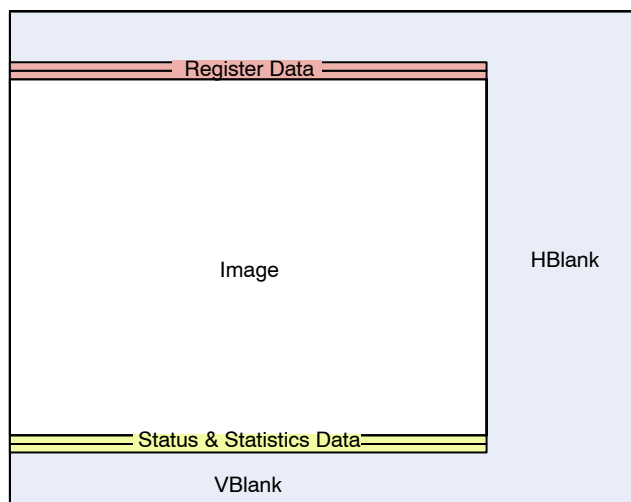 Register Data
Image
HBlank
Status & Statistics Data
VBlank